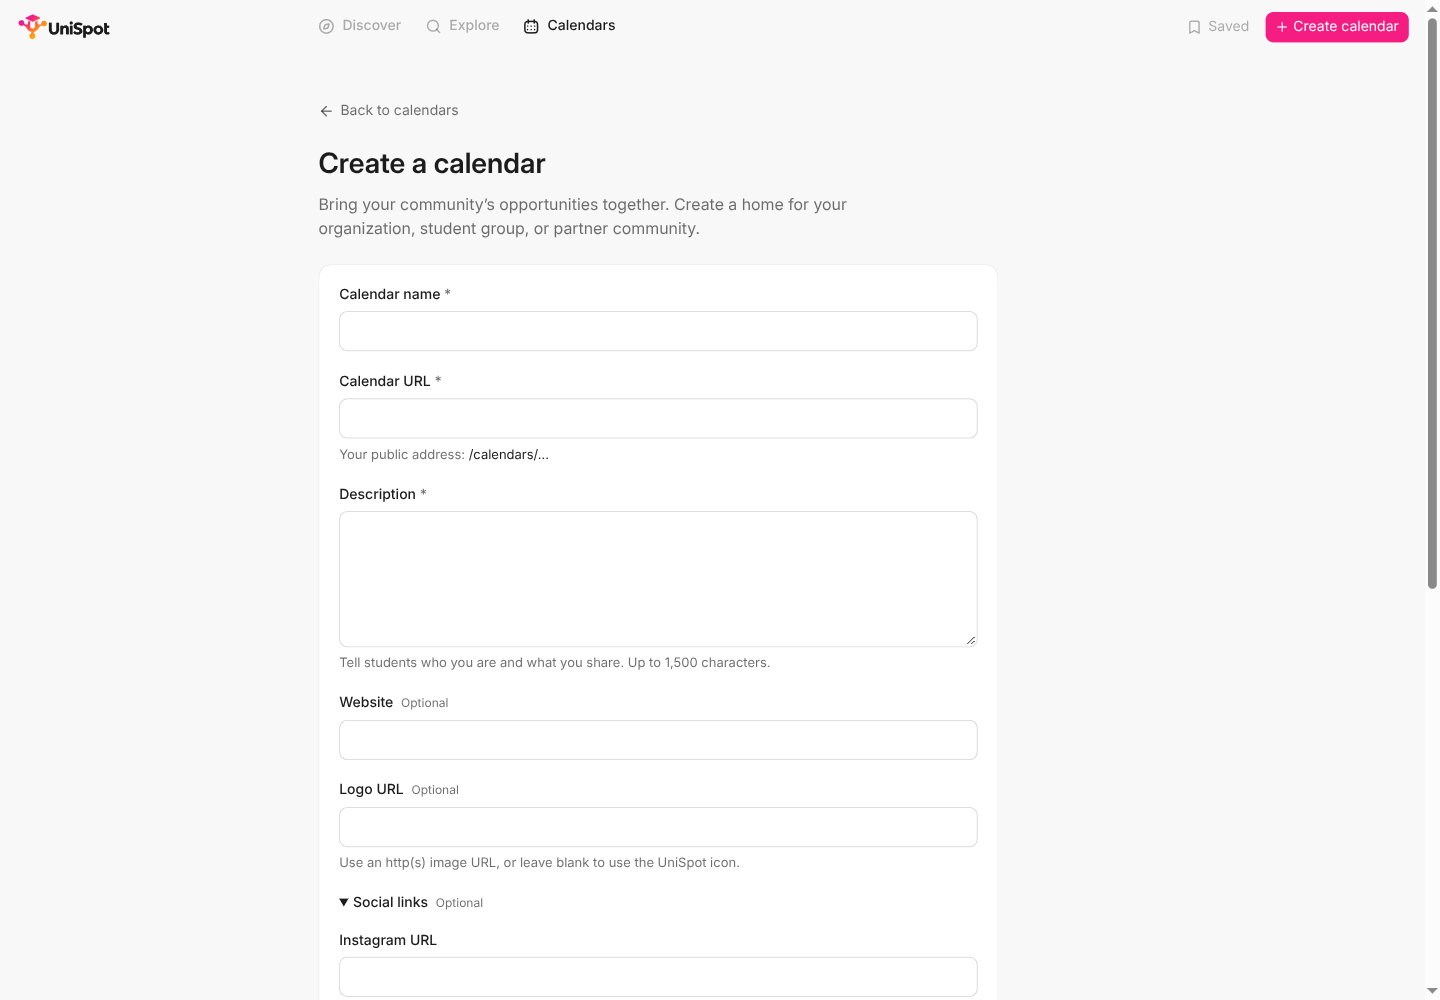 UniSpot
Discover
Explore
Calendars
Saved
+ Create calendar
Back to calendars
Create a calendar
Bring your community’s opportunities together. Create a home for your
organization, student group, or partner community.
Calendar name *
Calendar URL *
Your public address: /calendars/...
Description *
Tell students who you are and what you share. Up to 1,500 characters.
Website Optional
Logo URL Optional
Use an http(s) image URL, or leave blank to use the UniSpot icon.
Social links Optional
Instagram URL